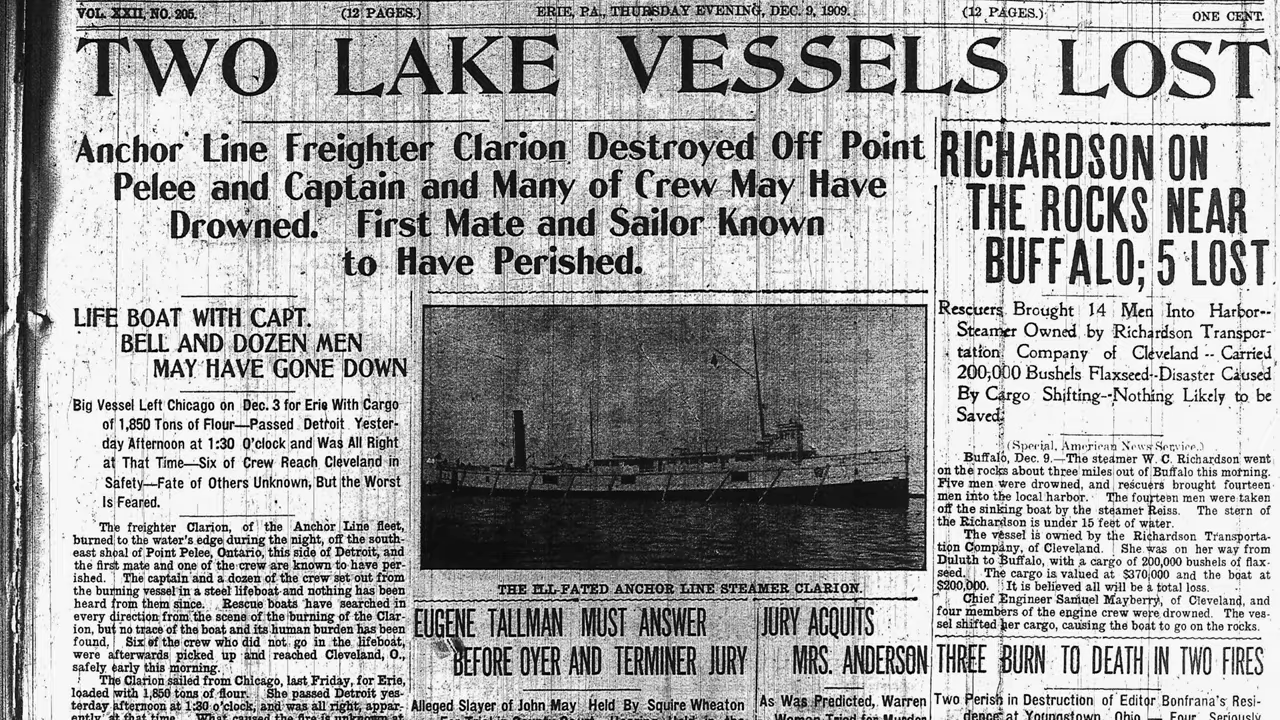 VOL. XXII, NO. 205.
(12 PAGES.)
ERIE, PA., THURSDAY EVENING, DEC. 9, 1909.
(12 PAGES.)
ONE CENT.
TWO LAKE VESSELS LOST
Anchor Line Freighter Clarion Destroyed Off Point
Pelee and Captain and Many of Crew May Have
Drowned. First Mate and Sailor Known
to Have Perished.
LIFE BOAT WITH CAPT.
BELL AND DOZEN MEN
MAY HAVE GONE DOWN
Big Vessel Left Chicago on Dec. 3 for Erie With Cargo
of 1,850 Tons of Flour—Passed Detroit Yester-
day Afternoon at 1:30 O'clock and Was All Right
at That Time—Six of Crew Reach Cleveland in
Safety—Fate of Others Unknown, But the Worst
Is Feared.
The freighter Clarion, of the Anchor Line fleet,
burned to the water's edge during the night, off the south-
east shoal of Point Pelee, Ontario, this side of Detroit, and
the first mate and one of the crew are known to have per-
ished. The captain and a dozen of the crew set out from
the burning vessel in a steel lifeboat and nothing has been
heard from them since. Rescue boats have searched in
every direction from the scene of the burning of the Clar-
ion, but no trace of the boat and its human burden has been
found. Six of the crew who did not go in the lifeboat,
were afterwards picked up and reached Cleveland, O.,
safely early this morning.
The Clarion sailed from Chicago, last Friday, for Erie,
loaded with 1,850 tons of flour. She passed Detroit yes-
terday afternoon at 1:30 o'clock, and was all right, appar-
ently, at that time. What caused the fire is unknown at
THE ILL-FATED ANCHOR LINE STEAMER CLARION.
EUGENE TALLMAN MUST ANSWER
BEFORE OYER AND TERMINER JURY
Alleged Slayer of John May Held By Squire Wheaton
JURY ACQUITS
MRS. ANDERSON
As Was Predicted, Warren
Woman Tried for Murder
RICHARDSON ON
THE ROCKS NEAR
BUFFALO; 5 LOST
Rescuers Brought 14 Men Into Harbor--
Steamer Owned by Richardson Transpor-
tation Company of Cleveland -- Carried
200,000 Bushels Flaxseed--Disaster Caused
By Cargo Shifting--Nothing Likely to be
Saved.
(Special, American News Service.)
Buffalo, Dec. 9.—The steamer W. C. Richardson went
on the rocks about three miles out of Buffalo this morning.
Five men were drowned, and rescuers brought fourteen
men into the local harbor. The fourteen men were taken
off the sinking boat by the steamer Reiss. The stern of
the Richardson is under 15 feet of water.
The vessel is owned by the Richardson Transporta-
tion Company, of Cleveland. She was on her way from
Duluth to Buffalo, with a cargo of 200,000 bushels of flax-
seed. The cargo is valued at $370,000 and the boat at
$200,000. It is believed all will be a total loss.
Chief Engineer Samuel Mayberry, of Cleveland, and
four members of the engine crew were drowned. The ves-
sel shifted her cargo, causing the boat to go on the rocks.
THREE BURN TO DEATH IN TWO FIRES
Two Perish in Destruction of Editor Bonfrana's Resi-
dence at Youngstown, Ohio — Four Seriously